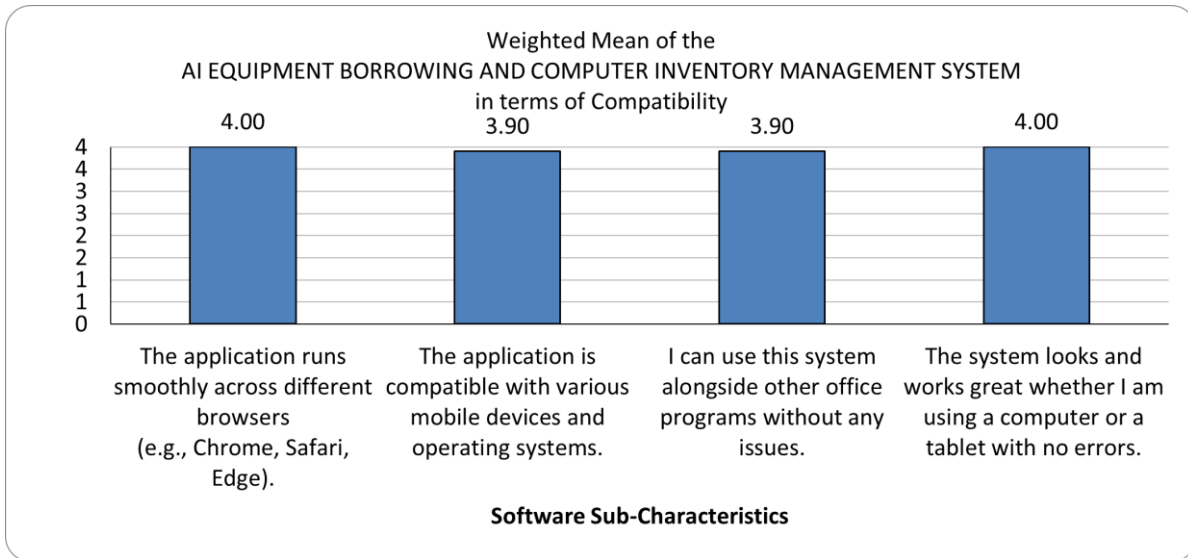 Weighted Mean of the
AI EQUIPMENT BORROWING AND COMPUTER INVENTORY MANAGEMENT SYSTEM
in terms of Compatibility
4.00
3.90
3.90
4.00
4
4
3
3
2
2
1
1
0
The application runs
smoothly across different
browsers
(e.g., Chrome, Safari,
Edge).
The application is
compatible with various
mobile devices and
operating systems.
I can use this system
alongside other office
programs without any
issues.
The system looks and
works great whether I am
using a computer or a
tablet with no errors.
Software Sub-Characteristics